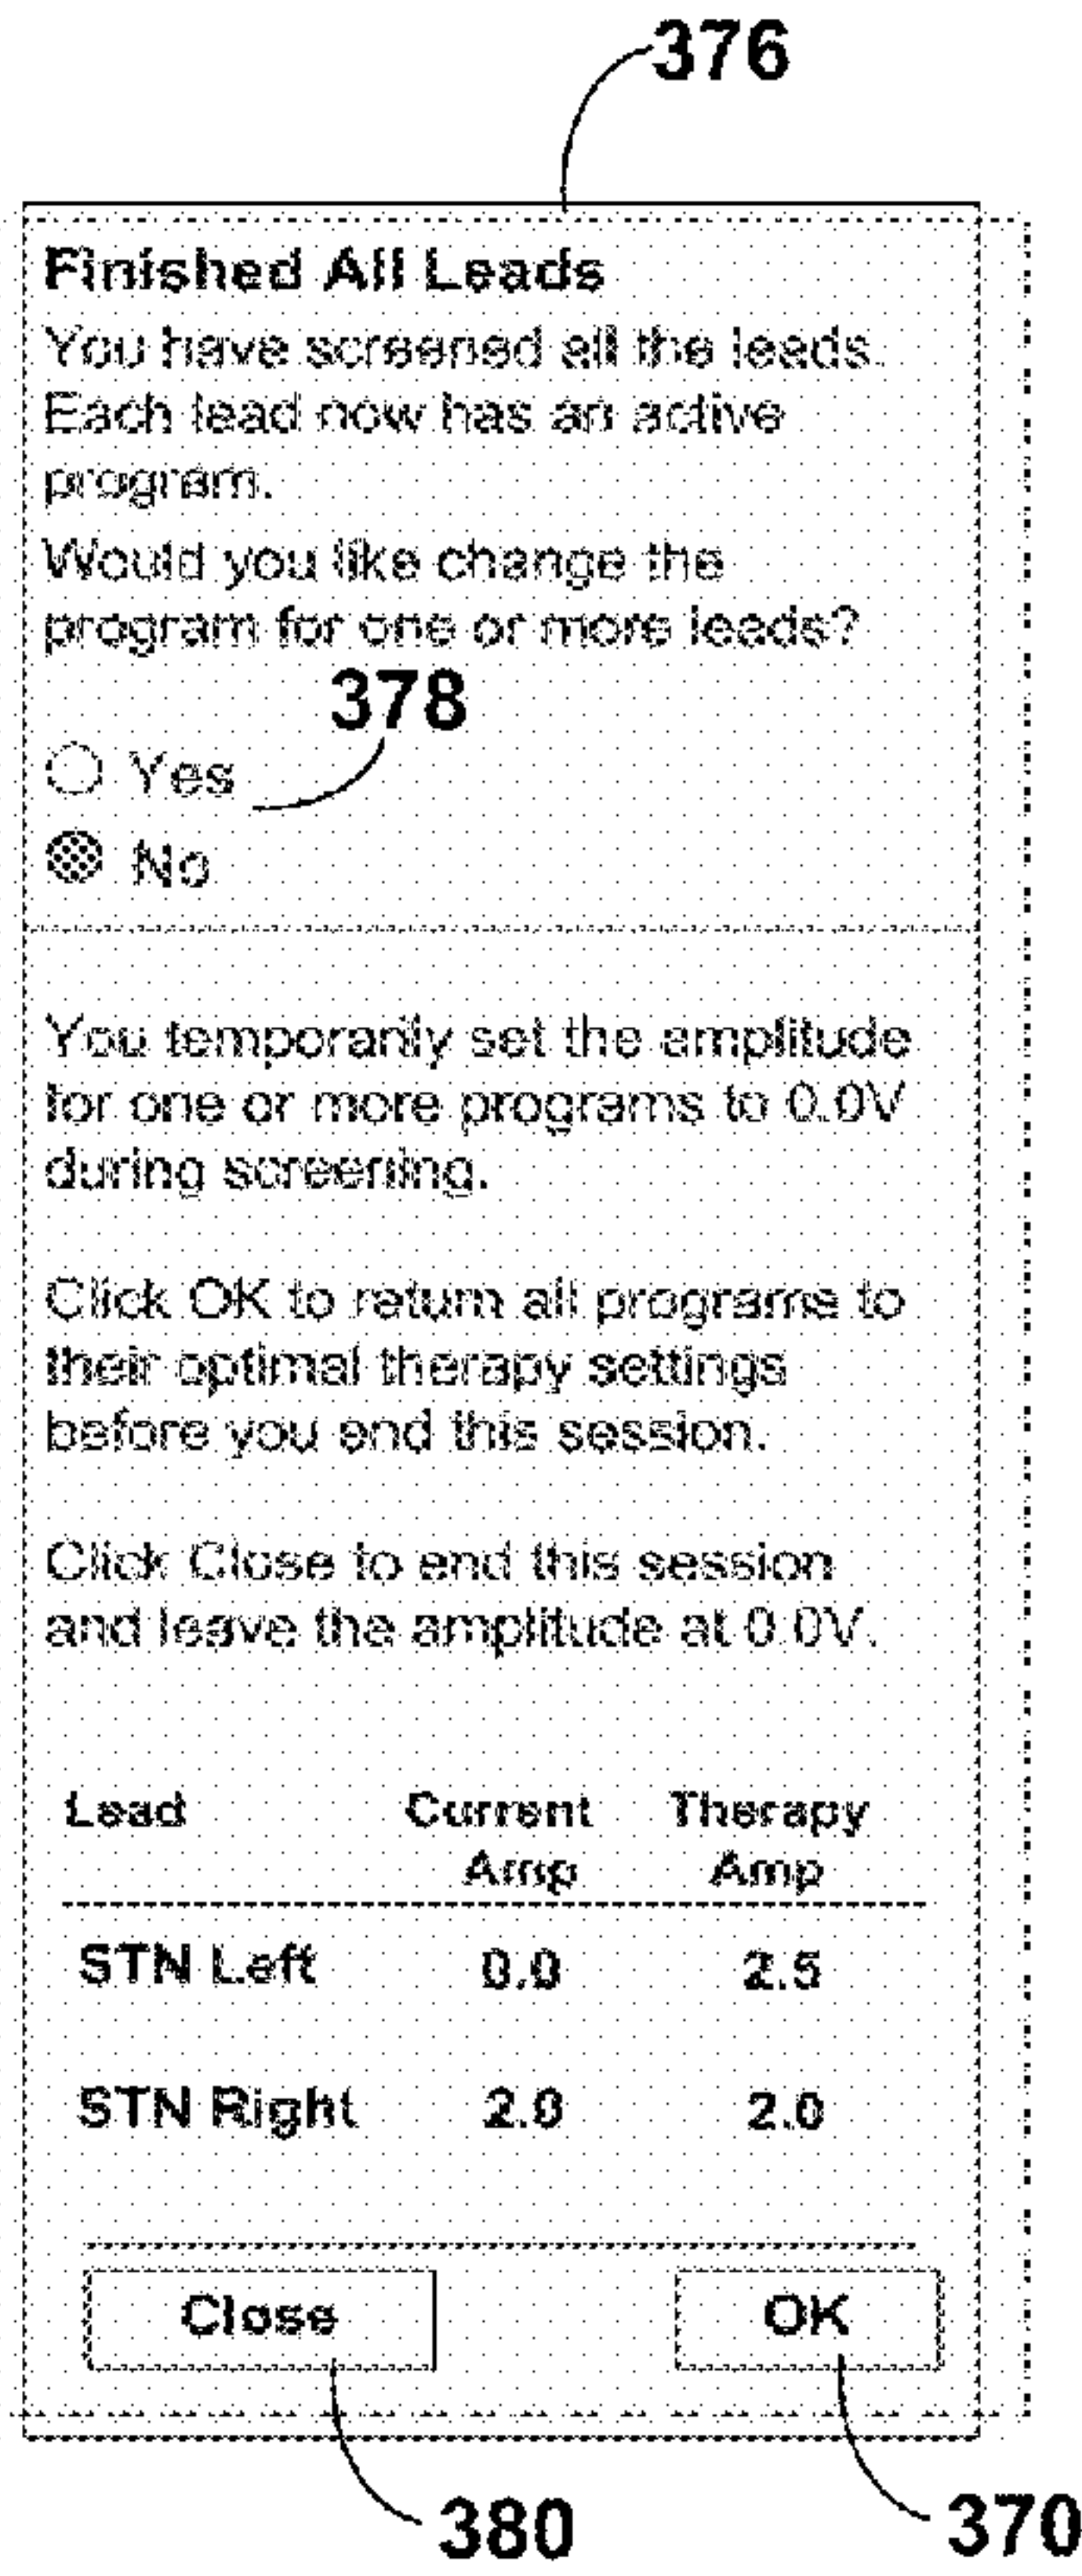 376
Finished All Leads
You have screened all the leads.
Each lead now has an active
program.
Would you like change the
program for one or more leads?
378
Yes
No
You temporarily set the amplitude
for one or more programs to 0.0V
during screening.
Click OK to return all programs to
their optimal therapy settings
before you end this session.
Click Close to end this session
and leave the amplitude at 0.0V.
Lead Current Therapy
Amp Amp
STN Left 0.0 2.5
STN Right 2.0 2.0
Close OK
380 370